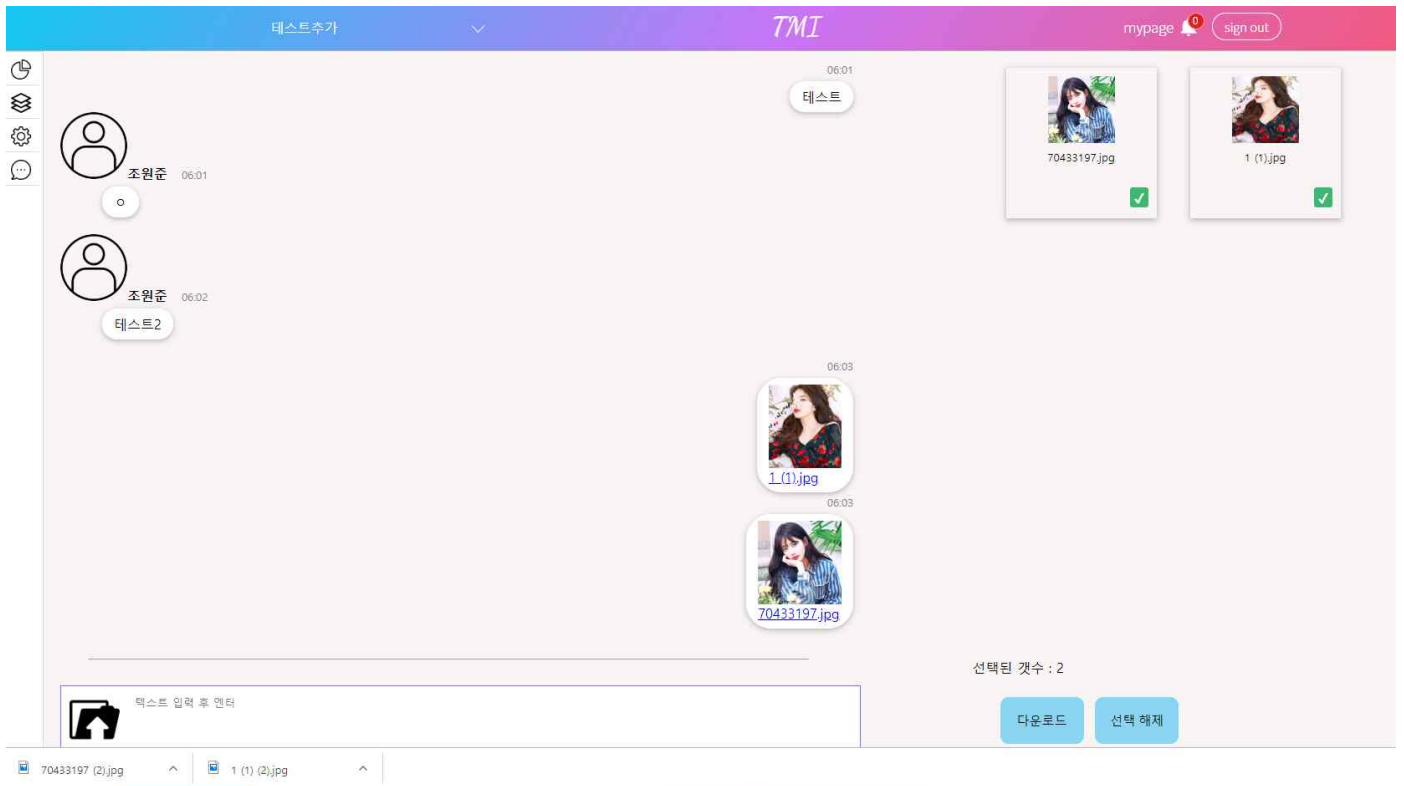 테스트추가
TMI
mypage
0
sign out
06:01
테스트
조원준 06:01
ㅇ
조원준 06:02
테스트2
06:03
1 (1).jpg
06:03
70433197.jpg
텍스트 입력 후 엔터
70433197.jpg
1 (1).jpg
선택된 갯수 : 2
다운로드
선택 해제
70433197 (2).jpg
1 (1) (2).jpg